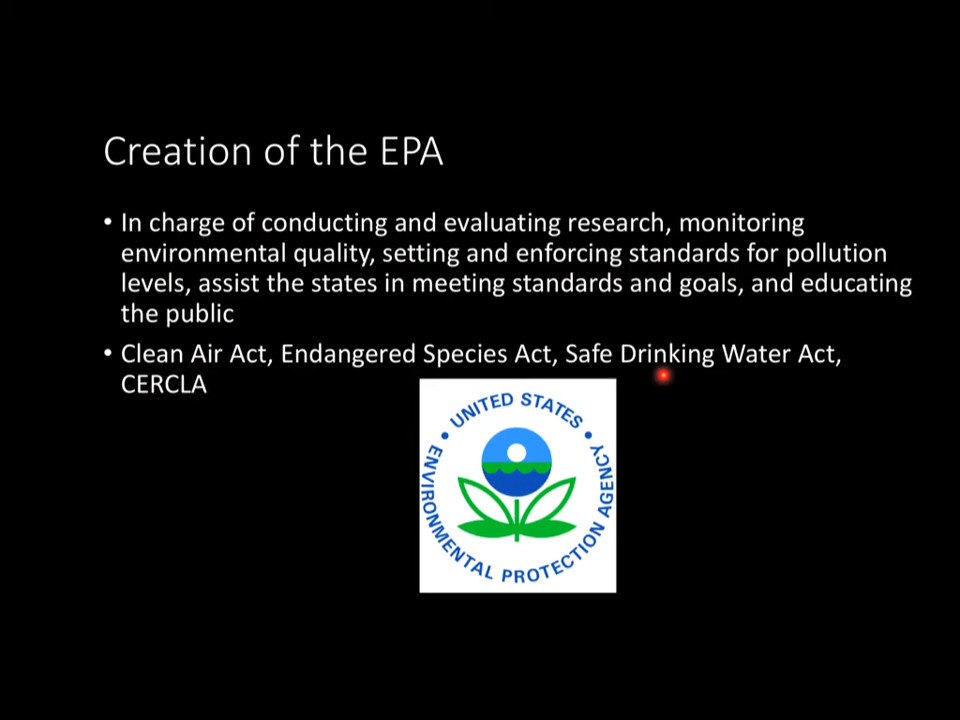 Creation of the EPA
• In charge of conducting and evaluating research, monitoring
environmental quality, setting and enforcing standards for pollution
levels, assist the states in meeting standards and goals, and educating
the public
• Clean Air Act, Endangered Species Act, Safe Drinking Water Act,
CERCLA
UNITED STATES
• ENVIRONMENTAL PROTECTION AGENCY •